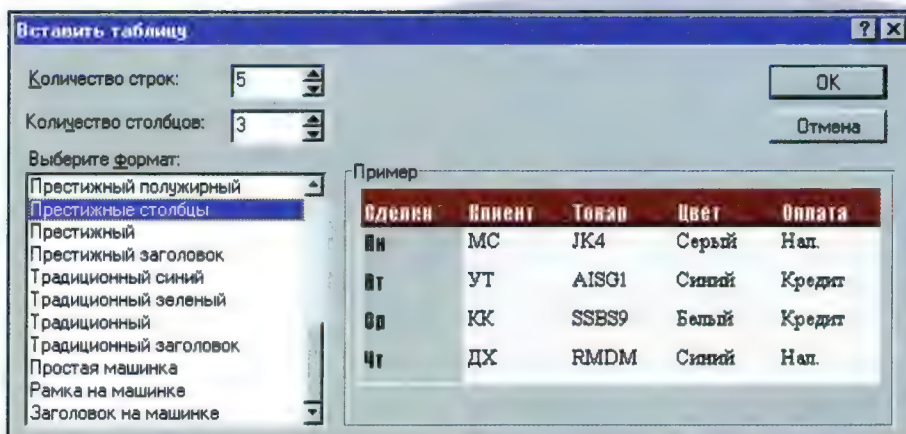 Вставить таблицу
Количество строк: 5
Количество столбцов: 3
OK
Отмена
Выберите формат:
Престижный полужирный
Престижные столбцы
Престижный
Престижный заголовок
Традиционный синий
Традиционный зеленый
Традиционный
Традиционный заголовок
Простая машинка
Рамка на машинке
Заголовок на машинке
Пример
Сделки Клиент Товар Цвет Оплата
Пн МС JK4 Серый Нал.
Вт УТ AISG1 Синий Кредит
Ср КК SSBS9 Белый Кредит
Чт ДХ RMDM Синий Нал.